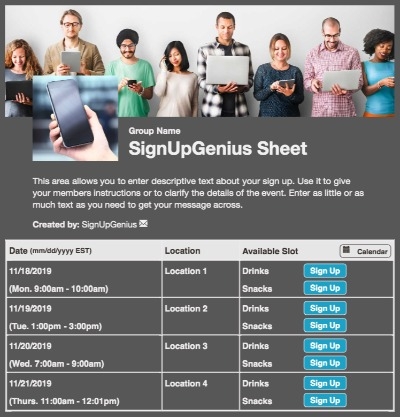 Group Name
SignUpGenius Sheet
This area allows you to enter descriptive text about your sign up. Use it to give
your members instructions or to clarify the details of the event. Enter as little or as
much text as you need to get your message across.
Created by: SignUpGenius
Date (mm/dd/yyyy EST) Location Available Slot Calendar
11/18/2019 Location 1 Drinks Sign Up
(Mon. 9:00am - 10:00am) Snacks Sign Up
11/19/2019 Location 2 Drinks Sign Up
(Tue. 1:00pm - 3:00pm) Snacks Sign Up
11/20/2019 Location 3 Drinks Sign Up
(Wed. 7:00am - 9:00am) Snacks Sign Up
11/21/2019 Location 4 Drinks Sign Up
(Thurs. 11:00am - 12:01pm) Snacks Sign Up